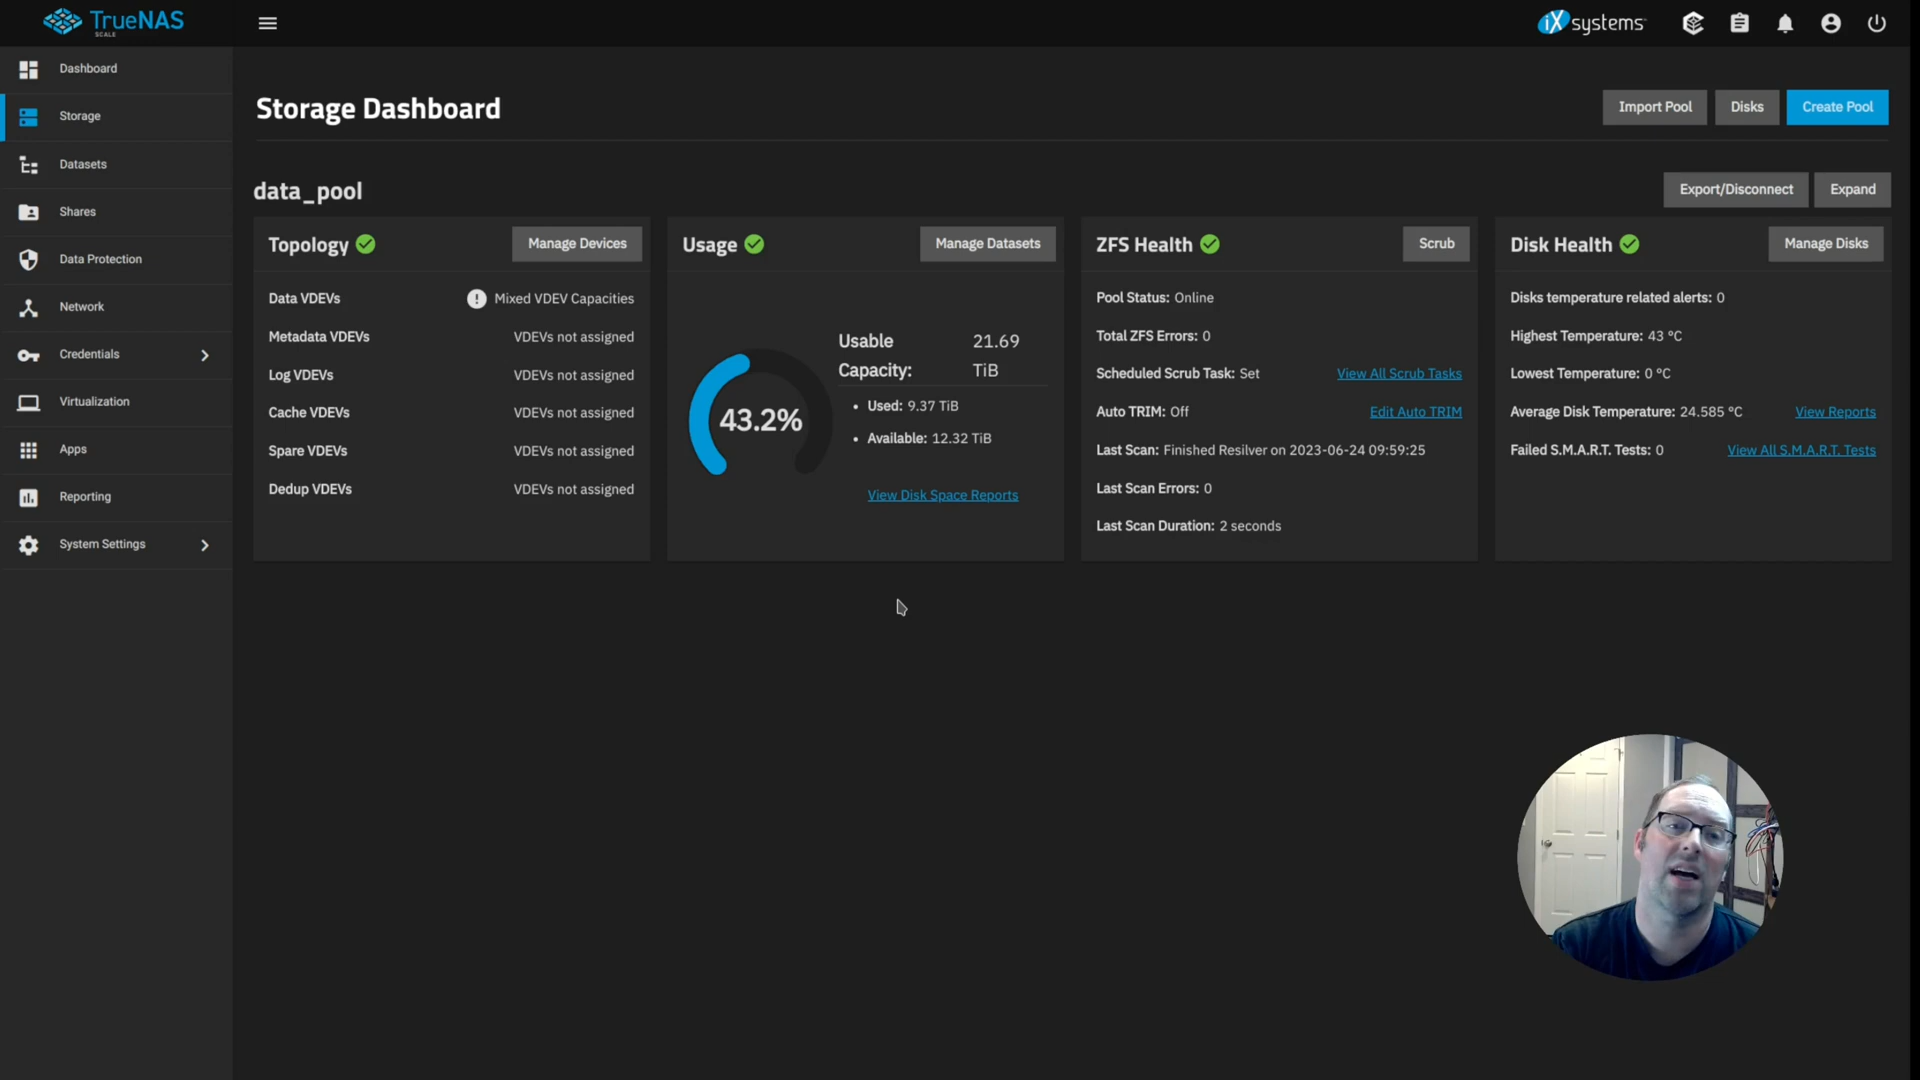 TrueNAS
SCALE
iXsystems
Dashboard
Storage
Datasets
Shares
Data Protection
Network
Credentials
Virtualization
Apps
Reporting
System Settings
Storage Dashboard
Import Pool
Disks
Create Pool
data_pool
Export/Disconnect
Expand
Topology
Manage Devices
Data VDEVs
Mixed VDEV Capacities
Metadata VDEVs
VDEVs not assigned
Log VDEVs
VDEVs not assigned
Cache VDEVs
VDEVs not assigned
Spare VDEVs
VDEVs not assigned
Dedup VDEVs
VDEVs not assigned
Usage
Manage Datasets
43.2%
Usable
Capacity:
21.69
TiB
Used: 9.37 TiB
Available: 12.32 TiB
View Disk Space Reports
ZFS Health
Scrub
Pool Status: Online
Total ZFS Errors: 0
Scheduled Scrub Task: Set
View All Scrub Tasks
Auto TRIM: Off
Edit Auto TRIM
Last Scan: Finished Resilver on 2023-06-24 09:59:25
Last Scan Errors: 0
Last Scan Duration: 2 seconds
Disk Health
Manage Disks
Disks temperature related alerts: 0
Highest Temperature: 43 °C
Lowest Temperature: 0 °C
Average Disk Temperature: 24.585 °C
View Reports
Failed S.M.A.R.T. Tests: 0
View All S.M.A.R.T. Tests